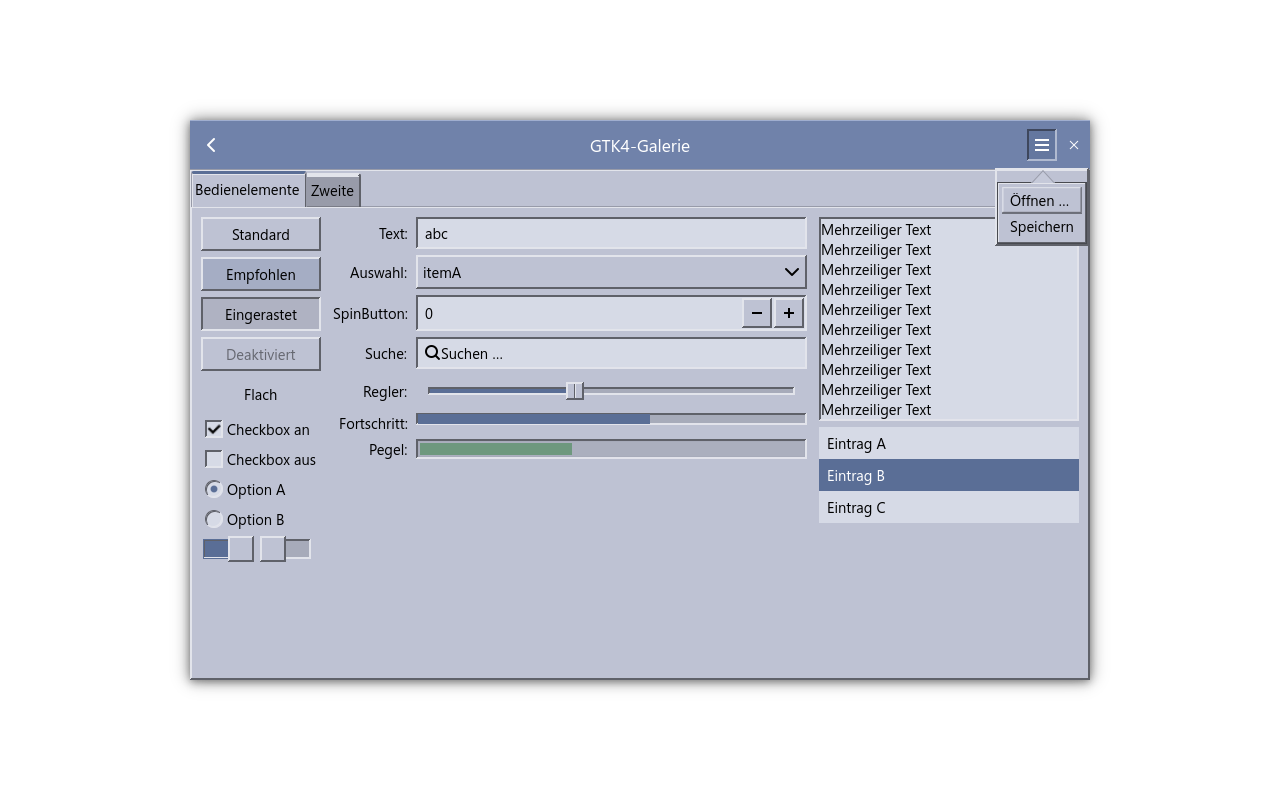 GTK4-Galerie
Bedienelemente
Zweite
Öffnen ...
Speichern
Standard
Empfohlen
Eingerastet
Deaktiviert
Flach
Checkbox an
Checkbox aus
Option A
Option B
Text: abc
Auswahl: itemA
SpinButton: 0
Suche: Suchen ...
Regler:
Fortschritt:
Pegel:
Mehrzeiliger Text
Mehrzeiliger Text
Mehrzeiliger Text
Mehrzeiliger Text
Mehrzeiliger Text
Mehrzeiliger Text
Mehrzeiliger Text
Mehrzeiliger Text
Mehrzeiliger Text
Mehrzeiliger Text
Eintrag A
Eintrag B
Eintrag C